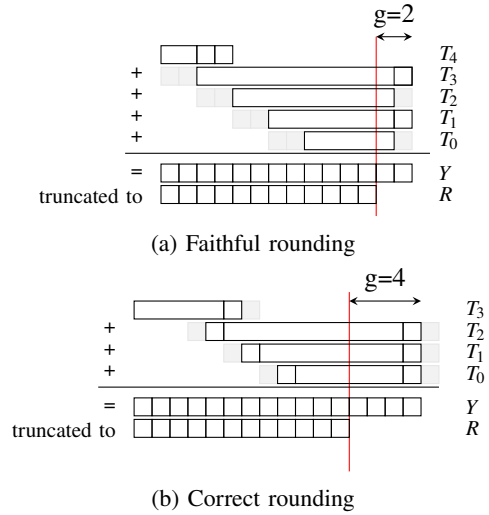 g=2
T4
+ T3
+ T2
+ T1
+ T0
= Y
truncated to R
(a) Faithful rounding
g=4
T3
+ T2
+ T1
+ T0
= Y
truncated to R
(b) Correct rounding